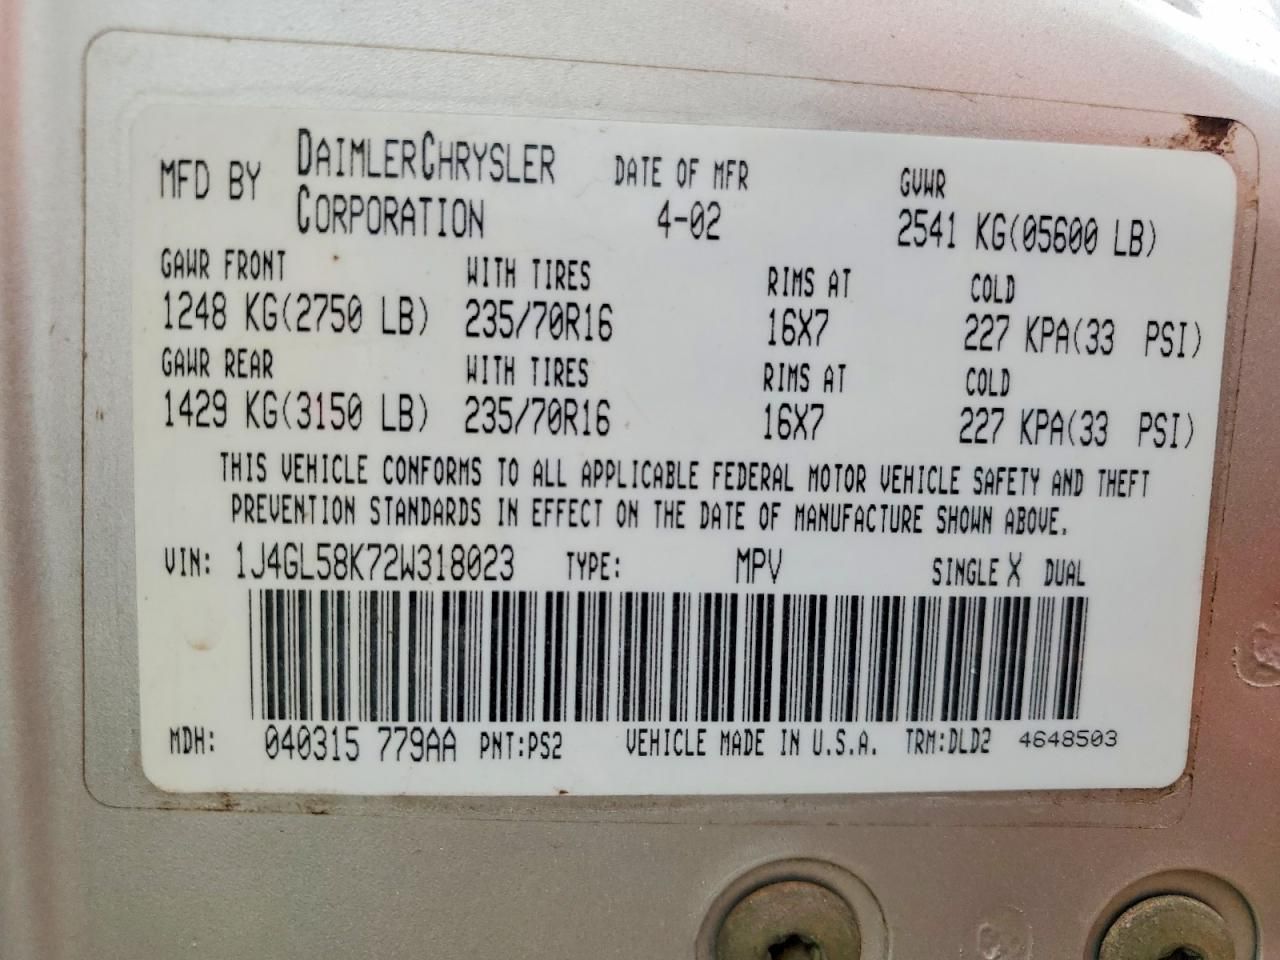 MFD BY DAIMLERCHRYSLER CORPORATION DATE OF MFR 4-02 GVWR 2541 KG(05600 LB)
GAWR FRONT WITH TIRES RIMS AT COLD
1248 KG(2750 LB) 235/70R16 16X7 227 KPA(33 PSI)
GAWR REAR WITH TIRES RIMS AT COLD
1429 KG(3150 LB) 235/70R16 16X7 227 KPA(33 PSI)
THIS VEHICLE CONFORMS TO ALL APPLICABLE FEDERAL MOTOR VEHICLE SAFETY AND THEFT
PREVENTION STANDARDS IN EFFECT ON THE DATE OF MANUFACTURE SHOWN ABOVE.
VIN: 1J4GL58K72W318023 TYPE: MPV SINGLE X DUAL
MDH: 040315 779AA PNT:PS2 VEHICLE MADE IN U.S.A. TRM:DLD2 4648503